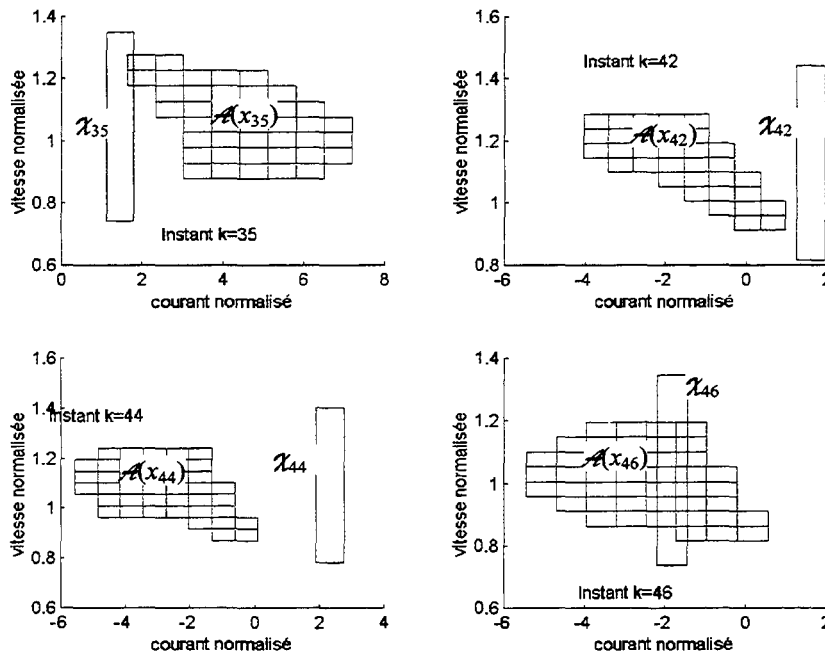 1.4
1.2
1
0.8
0.6
0
2
4
6
8
vitesse normalisée
courant normalisé
𝒳35
𝒜(x35)
Instant k=35
1.6
1.4
1.2
1
0.8
-6
-4
-2
0
2
vitesse normalisée
courant normalisé
Instant k=42
𝒜(x42)
𝒳42
1.6
1.4
1.2
1
0.8
0.6
-6
-4
-2
0
2
4
vitesse normalisée
courant normalisé
Instant k=44
𝒜(x44)
𝒳44
1.4
1.2
1
0.8
0.6
-6
-4
-2
0
2
vitesse normalisée
courant normalisé
𝒳46
𝒜(x46)
Instant k=46